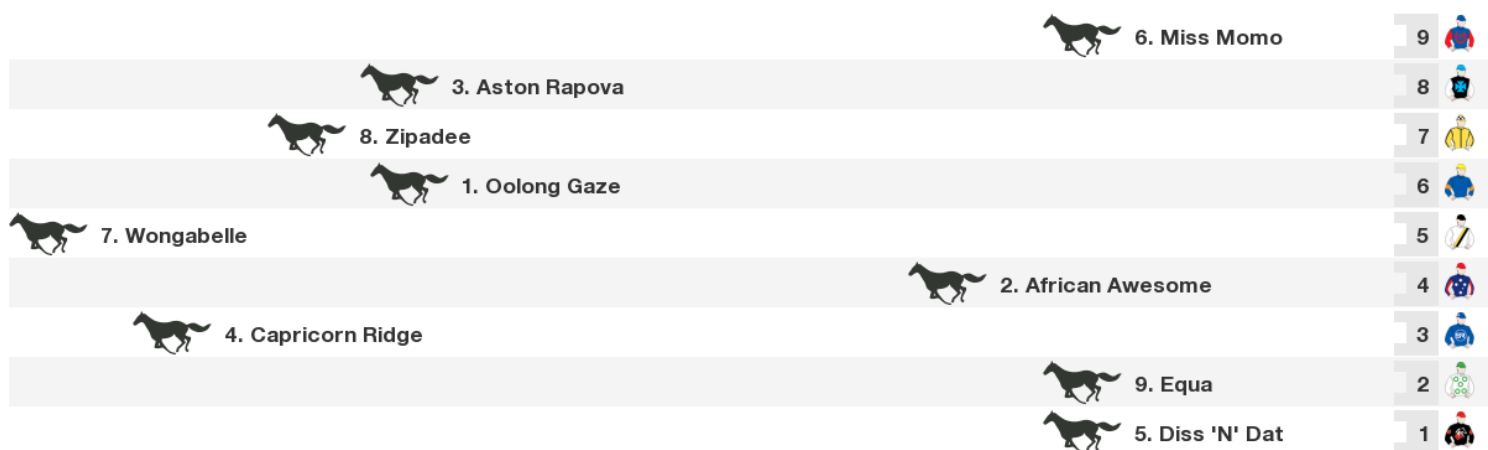 6. Miss Momo 9
3. Aston Rapova 8
8. Zipadee 7
1. Oolong Gaze 6
7. Wongabelle 5
2. African Awesome 4
4. Capricorn Ridge 3
9. Equa 2
5. Diss 'N' Dat 1